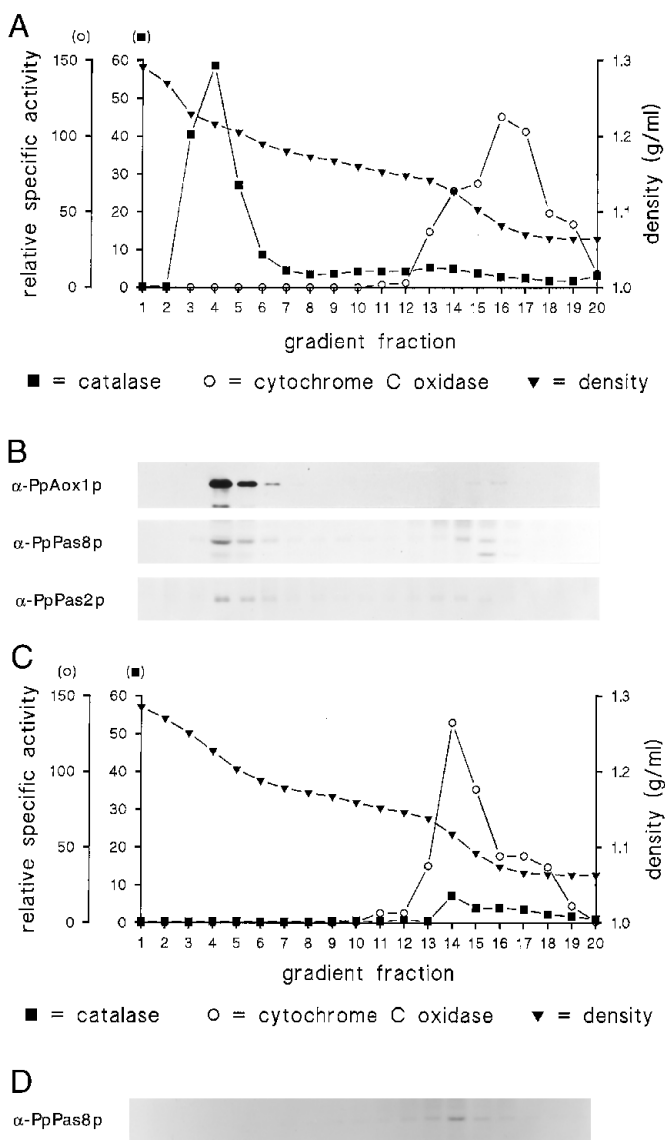 A
(○) (■)
relative specific activity
150 60 1.3
50
100 40 1.2
30
50 20 1.1
10
0 0 1.0
density (g/ml)
1 2 3 4 5 6 7 8 9 10 11 12 13 14 15 16 17 18 19 20
gradient fraction
■ = catalase ○ = cytochrome C oxidase ▼ = density
B
α-PpAox1p
α-PpPas8p
α-PpPas2p
C
(○) (■)
relative specific activity
150 60 1.3
50
100 40 1.2
30
50 20 1.1
10
0 0 1.0
density (g/ml)
1 2 3 4 5 6 7 8 9 10 11 12 13 14 15 16 17 18 19 20
gradient fraction
■ = catalase ○ = cytochrome C oxidase ▼ = density
D
α-PpPas8p